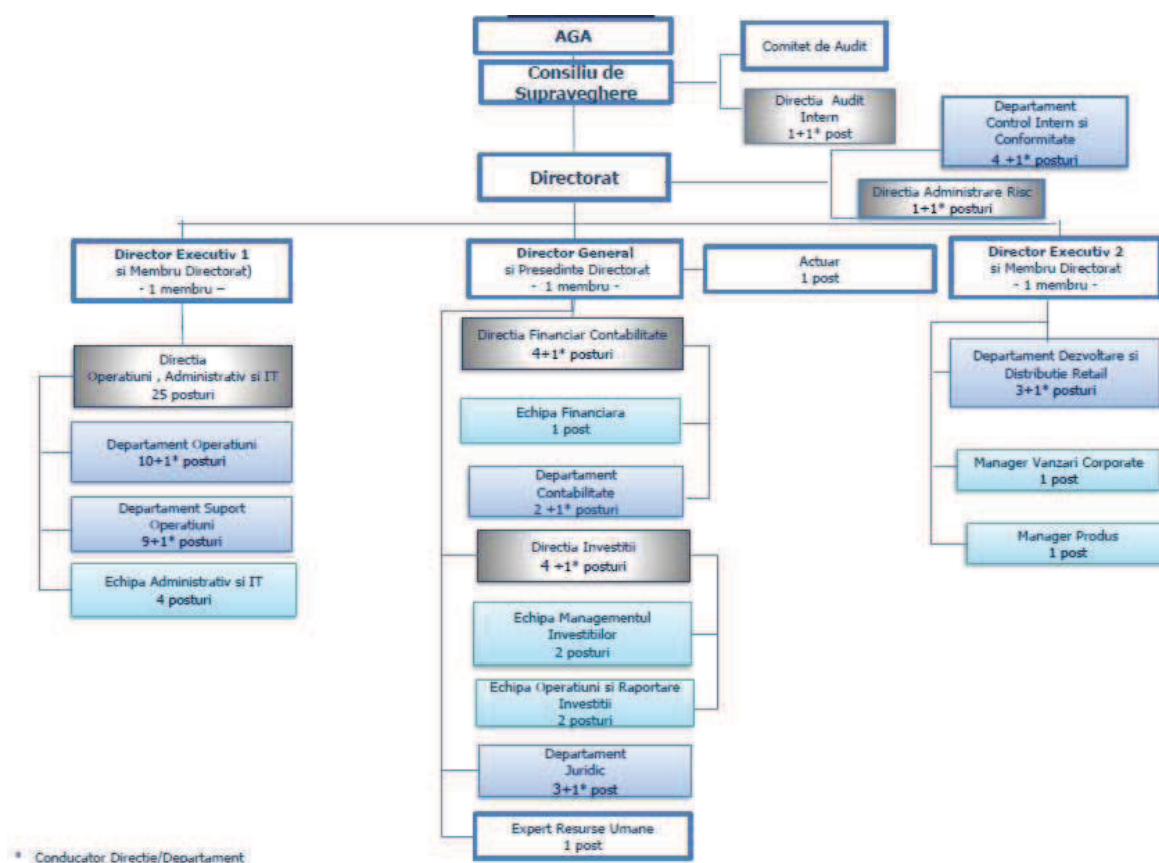 AGA
Consiliu de
Supraveghere
Comitet de Audit
Directia Audit
Intern
1+1* post
Departament
Control Intern si
Conformitate
4 +1* posturi
Directorat
Directia Administrare Risc
1+1* posturi
Director Executiv 1
si Membru Directorat)
- 1 membru –
Director General
si Presedinte Directorat
- 1 membru -
Actuar
1 post
Director Executiv 2
si Membru Directorat
- 1 membru -
Directia
Operatiuni , Administrativ si IT
25 posturi
Departament Operatiuni
10+1* posturi
Departament Suport
Operatiuni
9+1* posturi
Echipa Administrativ si IT
4 posturi
Directia Financiar Contabilitate
4+1* posturi
Echipa Financiara
1 post
Departament
Contabilitate
2 +1* posturi
Directia Investitii
4 +1* posturi
Echipa Managementul
Investitiilor
2 posturi
Echipa Operatiuni si Raportare
Investitii
2 posturi
Departament
Juridic
3+1* post
Expert Resurse Umane
1 post
Departament Dezvoltare si
Distributie Retail
3+1* posturi
Manager Vanzari Corporate
1 post
Manager Produs
1 post
* Conducator Directie/Departament